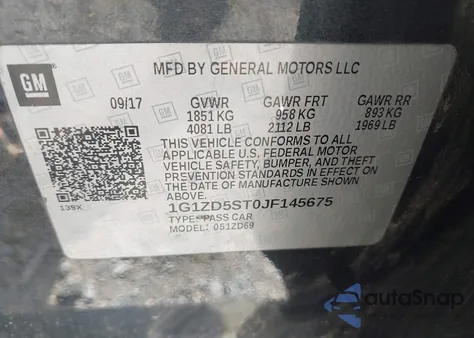 GM
MFD BY GENERAL MOTORS LLC
09/17 GVWR GAWR FRT GAWR RR
1851 KG 958 KG 893 KG
4081 LB 2112 LB 1969 LB
THIS VEHICLE CONFORMS TO ALL
APPLICABLE U.S. FEDERAL MOTOR
VEHICLE SAFETY, BUMPER, AND THEFT
PREVENTION STANDARDS IN EFFECT
ON THE DATE OF MANUFACTURE
SHOWN ABOVE.
139X
1G1ZD5ST0JF145675
TYPE: PASS CAR
MODEL: 051ZD69
autoSnap